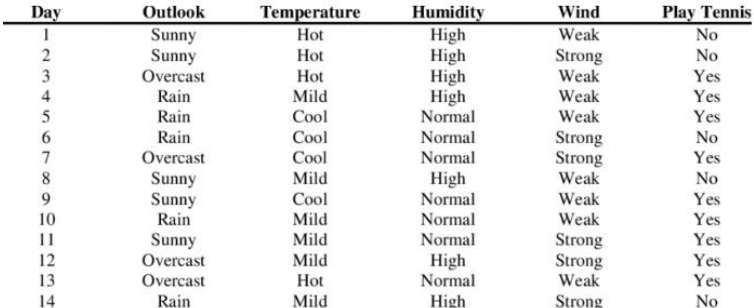 Day Outlook Temperature Humidity Wind Play Tennis
1 Sunny Hot High Weak No
2 Sunny Hot High Strong No
3 Overcast Hot High Weak Yes
4 Rain Mild High Weak Yes
5 Rain Cool Normal Weak Yes
6 Rain Cool Normal Strong No
7 Overcast Cool Normal Strong Yes
8 Sunny Mild High Weak No
9 Sunny Cool Normal Weak Yes
10 Rain Mild Normal Weak Yes
11 Sunny Mild Normal Strong Yes
12 Overcast Mild High Strong Yes
13 Overcast Hot Normal Weak Yes
14 Rain Mild High Strong No